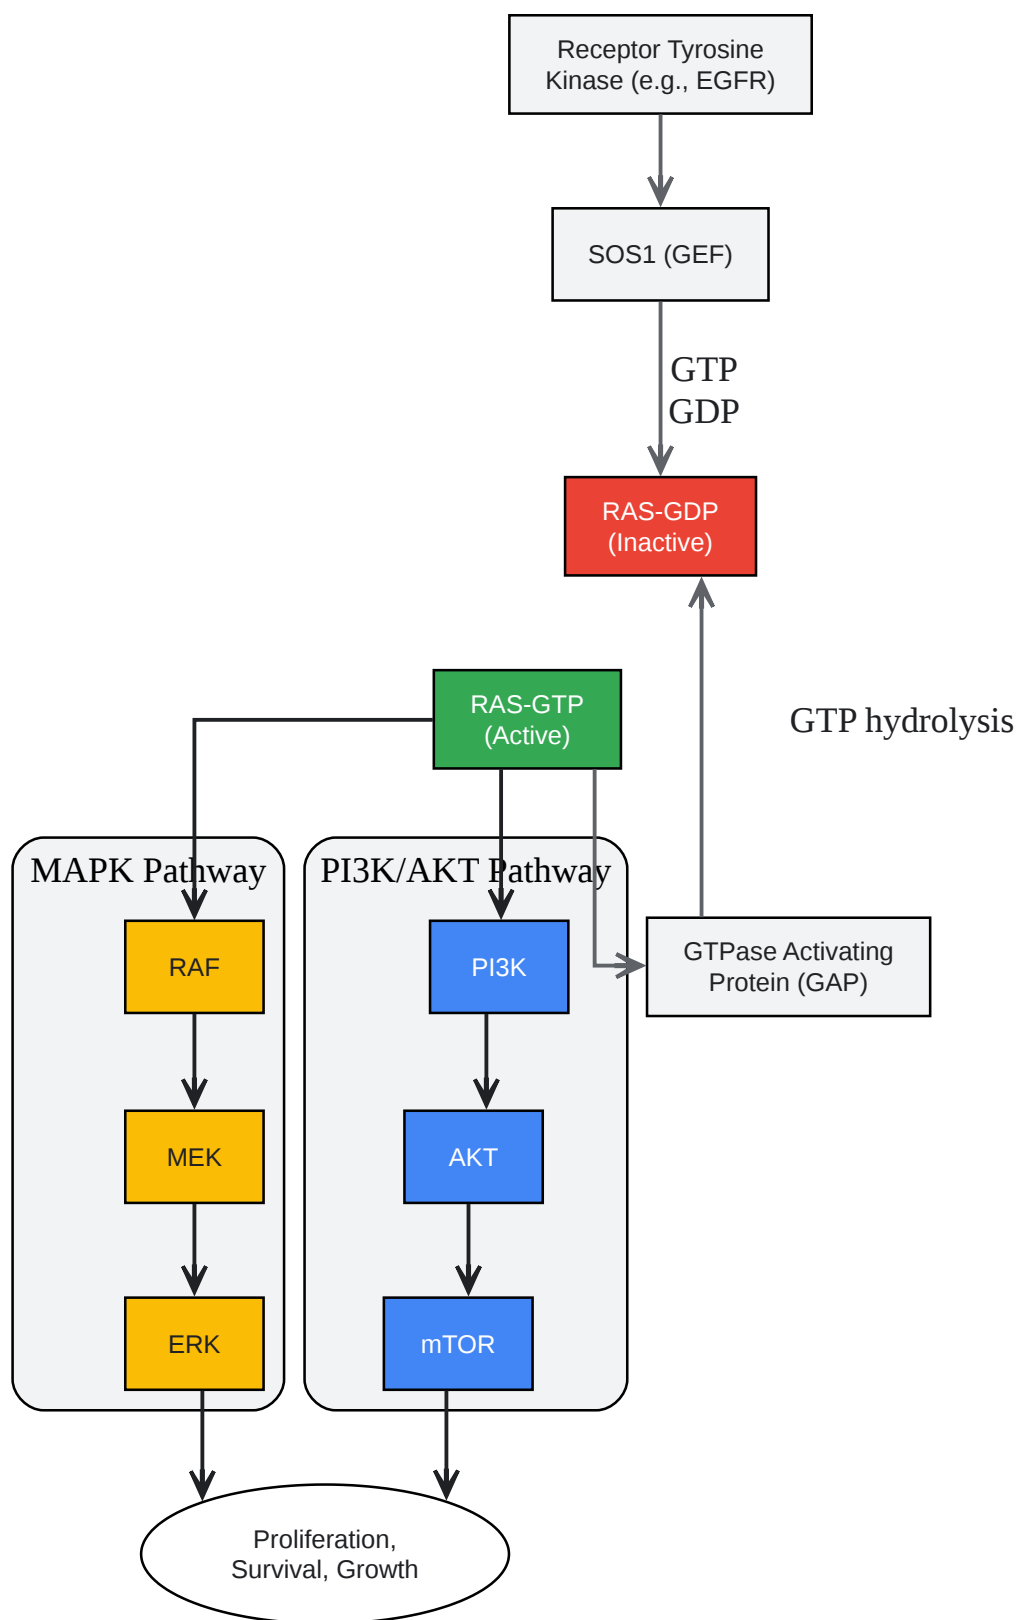 Receptor Tyrosine
Kinase (e.g., EGFR)
SOS1 (GEF)
GTP
GDP
RAS-GDP
(Inactive)
RAS-GTP
(Active)
GTP hydrolysis
MAPK Pathway
PI3K/AKT Pathway
RAF
PI3K
GTPase Activating
Protein (GAP)
MEK
AKT
ERK
mTOR
Proliferation,
Survival, Growth